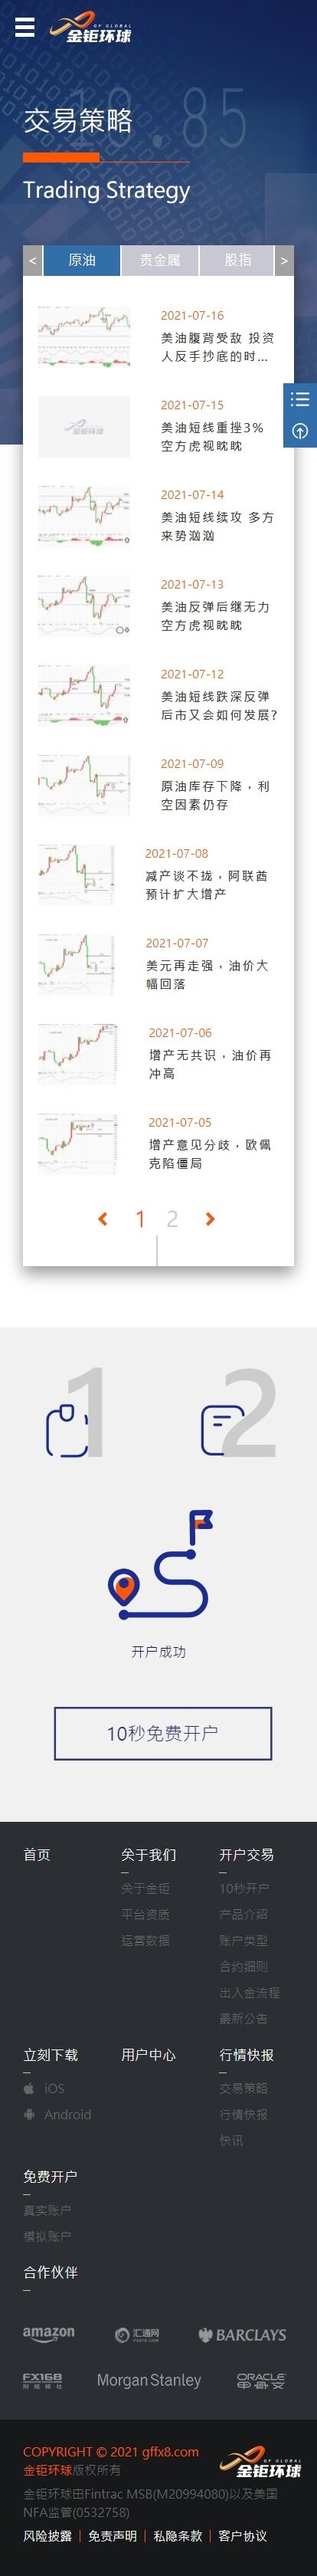 GF GLOBAL
金钜环球
18.85
交易策略
Trading Strategy
< 原油 贵金属 股指 >
2021-07-16
美油腹背受敌 投资
人反手抄底的时...
金钜环球
2021-07-15
美油短线重挫3%
空方虎视眈眈
2021-07-14
美油短线续攻 多方
来势汹汹
2021-07-13
美油反弹后继无力
空方虎视眈眈
2021-07-12
美油短线跌深反弹
后市又会如何发展?
2021-07-09
原油库存下降，利
空因素仍存
2021-07-08
减产谈不拢，阿联酋
预计扩大增产
2021-07-07
美元再走强，油价大
幅回落
2021-07-06
增产无共识，油价再
冲高
2021-07-05
增产意见分歧，欧佩
克陷僵局
1 2
1 2
开户成功
10秒免费开户
首页 关于我们 开户交易
关于金钜 10秒开户
平台资质 产品介绍
运营数据 账户类型
合约细则
出入金流程
最新公告
立刻下载 用户中心 行情快报
iOS 交易策略
Android 行情快报
快讯
免费开户
真实账户
模拟账户
合作伙伴
amazon 汇通网 BARCLAYS
FX678.COM
FX168 Morgan Stanley ORACLE
财经报社 甲骨文
COPYRIGHT © 2021 gffx8.com
金钜环球版权所有
GF GLOBAL
金钜环球
金钜环球由Fintrac MSB(M20994080)以及美国
NFA监管(0532758)
风险披露 | 免责声明 | 私隐条款 | 客户协议